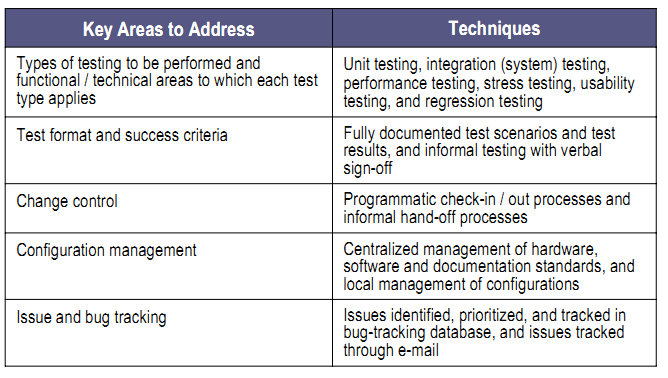 Key Areas to Address
Techniques
Types of testing to be performed and
functional / technical areas to which each test
type applies
Unit testing, integration (system) testing,
performance testing, stress testing, usability
testing, and regression testing
Test format and success criteria
Fully documented test scenarios and test
results, and informal testing with verbal
sign-off
Change control
Programmatic check-in / out processes and
informal hand-off processes
Configuration management
Centralized management of hardware,
software and documentation standards, and
local management of configurations
Issue and bug tracking
Issues identified, prioritized, and tracked in
bug-tracking database, and issues tracked
through e-mail